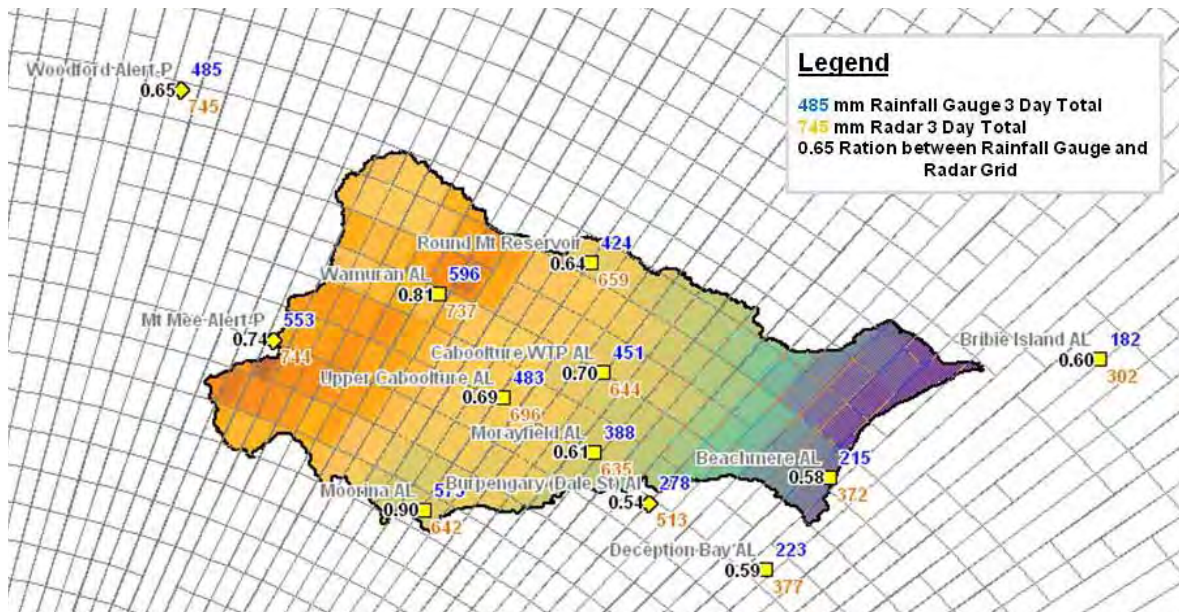 Woodford Alert-P 485
0.65
745
Legend
485 mm Rainfall Gauge 3 Day Total
745 mm Radar 3 Day Total
0.65 Ration between Rainfall Gauge and
Radar Grid
Round Mt Reservoir 424
0.64
659
Wamuran AL 596
0.81
737
Mt Mee Alert-P 553
0.74
744
Bribie Island AL 182
0.60
302
Caboolture WTP AL 451
0.70
644
Upper Caboolture AL 483
0.69
696
Morayfield AL 388
0.61
635
Beachmere AL 215
0.58
372
Burpengary (Dale St) Al 278
0.54
513
Moorina AL
0.90
642
Deception Bay AL 223
0.59
377